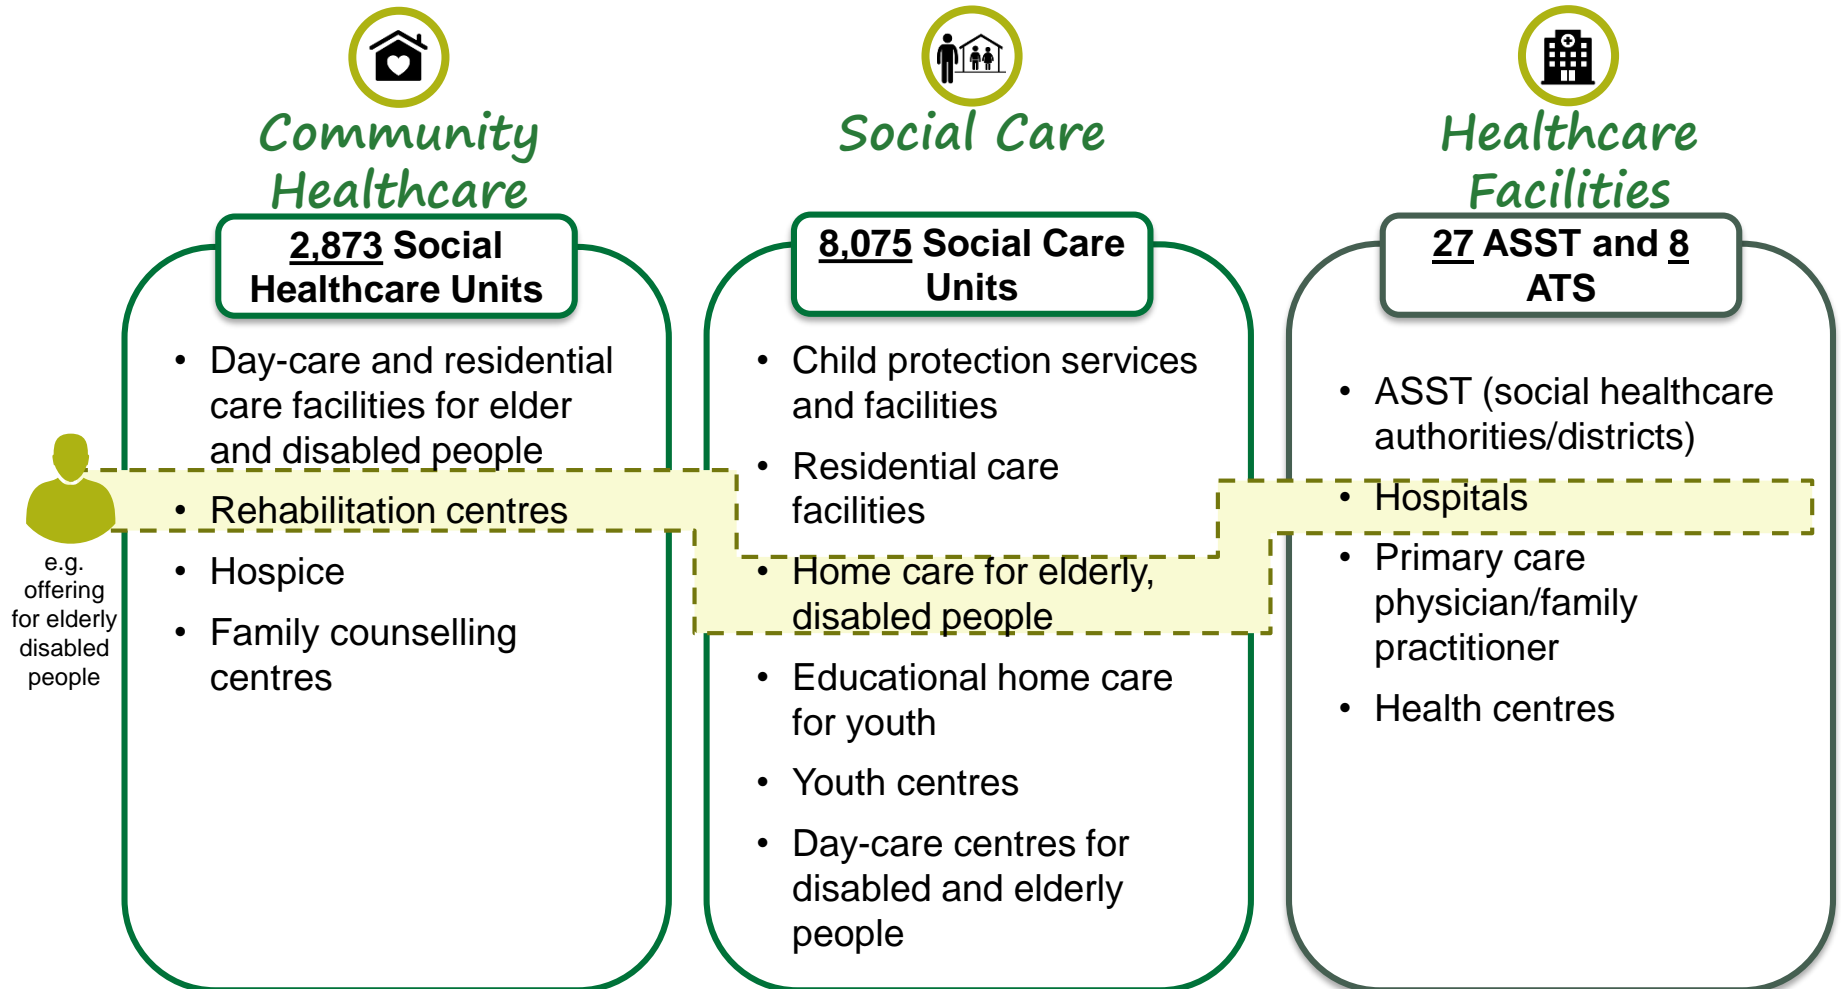 Community
Healthcare
2,873 Social
Healthcare Units
• Day-care and residential
care facilities for elder
and disabled people
• Rehabilitation centres
• Hospice
• Family counselling
centres
e.g.
offering
for elderly
disabled
people
Social Care
8,075 Social Care
Units
• Child protection services
and facilities
• Residential care
facilities
• Home care for elderly,
disabled people
• Educational home care
for youth
• Youth centres
• Day-care centres for
disabled and elderly
people
Healthcare
Facilities
27 ASST and 8
ATS
• ASST (social healthcare
authorities/districts)
• Hospitals
• Primary care
physician/family
practitioner
• Health centres